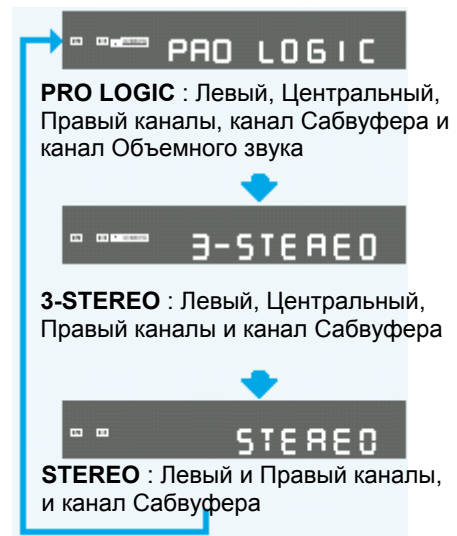 PRO LOGIC
PRO LOGIC : Левый, Центральный,
Правый каналы, канал Сабвуфера и
канал Объемного звука
3-STEREO
3-STEREO : Левый, Центральный,
Правый каналы и канал Сабвуфера
STEREO
STEREO : Левый и Правый каналы,
и канал Сабвуфера